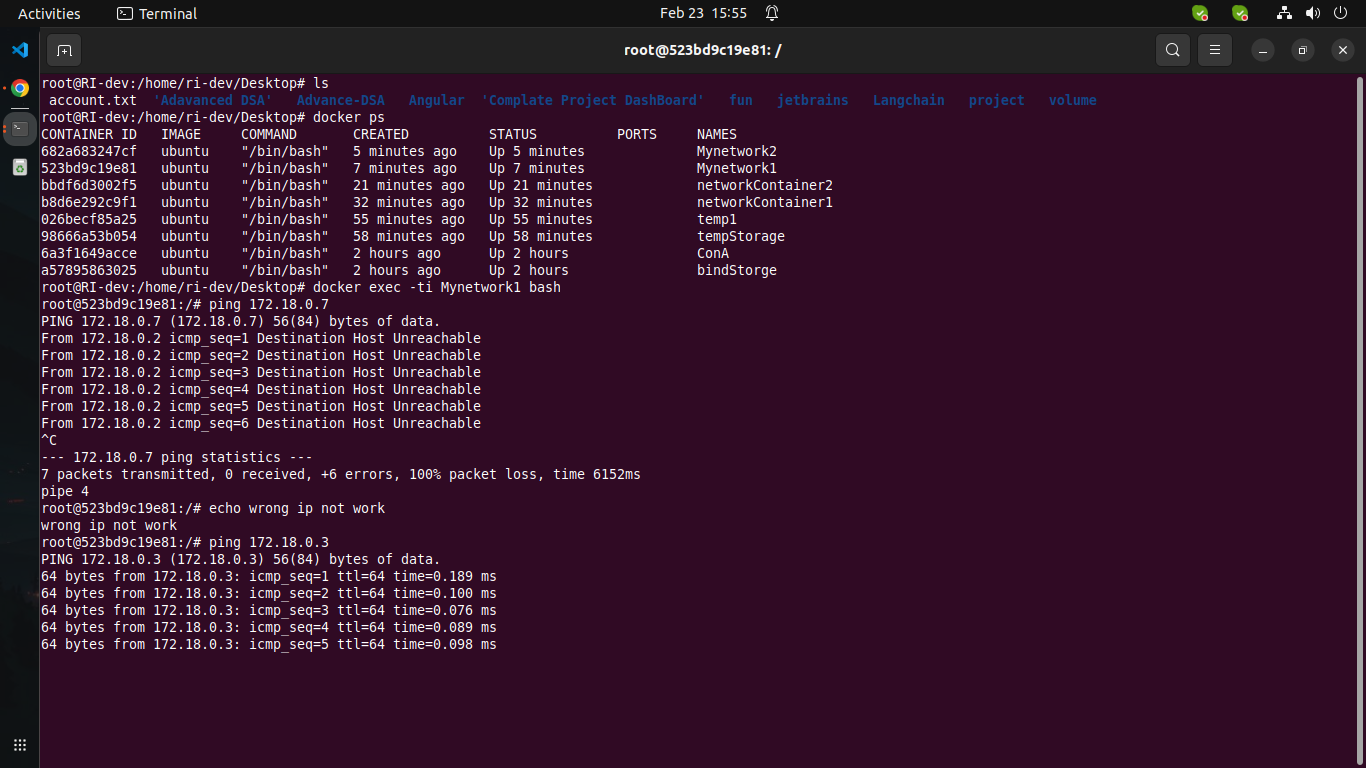 Activities Terminal Feb 23 15:55
root@523bd9c19e81: /
root@RI-dev:/home/ri-dev/Desktop# ls
account.txt 'Adavanced DSA' Advance-DSA Angular 'Complate Project DashBoard' fun jetbrains Langchain project volume
root@RI-dev:/home/ri-dev/Desktop# docker ps
CONTAINER ID IMAGE COMMAND CREATED STATUS PORTS NAMES
682a683247cf ubuntu "/bin/bash" 5 minutes ago Up 5 minutes Mynetwork2
523bd9c19e81 ubuntu "/bin/bash" 7 minutes ago Up 7 minutes Mynetwork1
bbdf6d3002f5 ubuntu "/bin/bash" 21 minutes ago Up 21 minutes networkContainer2
b8d6e292c9f1 ubuntu "/bin/bash" 32 minutes ago Up 32 minutes networkContainer1
026becf85a25 ubuntu "/bin/bash" 55 minutes ago Up 55 minutes temp1
98666a53b054 ubuntu "/bin/bash" 58 minutes ago Up 58 minutes tempStorage
6a3f1649acce ubuntu "/bin/bash" 2 hours ago Up 2 hours ConA
a57895863025 ubuntu "/bin/bash" 2 hours ago Up 2 hours bindStorge
root@RI-dev:/home/ri-dev/Desktop# docker exec -ti Mynetwork1 bash
root@523bd9c19e81:/# ping 172.18.0.7
PING 172.18.0.7 (172.18.0.7) 56(84) bytes of data.
From 172.18.0.2 icmp_seq=1 Destination Host Unreachable
From 172.18.0.2 icmp_seq=2 Destination Host Unreachable
From 172.18.0.2 icmp_seq=3 Destination Host Unreachable
From 172.18.0.2 icmp_seq=4 Destination Host Unreachable
From 172.18.0.2 icmp_seq=5 Destination Host Unreachable
From 172.18.0.2 icmp_seq=6 Destination Host Unreachable
^C
--- 172.18.0.7 ping statistics ---
7 packets transmitted, 0 received, +6 errors, 100% packet loss, time 6152ms
pipe 4
root@523bd9c19e81:/# echo wrong ip not work
wrong ip not work
root@523bd9c19e81:/# ping 172.18.0.3
PING 172.18.0.3 (172.18.0.3) 56(84) bytes of data.
64 bytes from 172.18.0.3: icmp_seq=1 ttl=64 time=0.189 ms
64 bytes from 172.18.0.3: icmp_seq=2 ttl=64 time=0.100 ms
64 bytes from 172.18.0.3: icmp_seq=3 ttl=64 time=0.076 ms
64 bytes from 172.18.0.3: icmp_seq=4 ttl=64 time=0.089 ms
64 bytes from 172.18.0.3: icmp_seq=5 ttl=64 time=0.098 ms